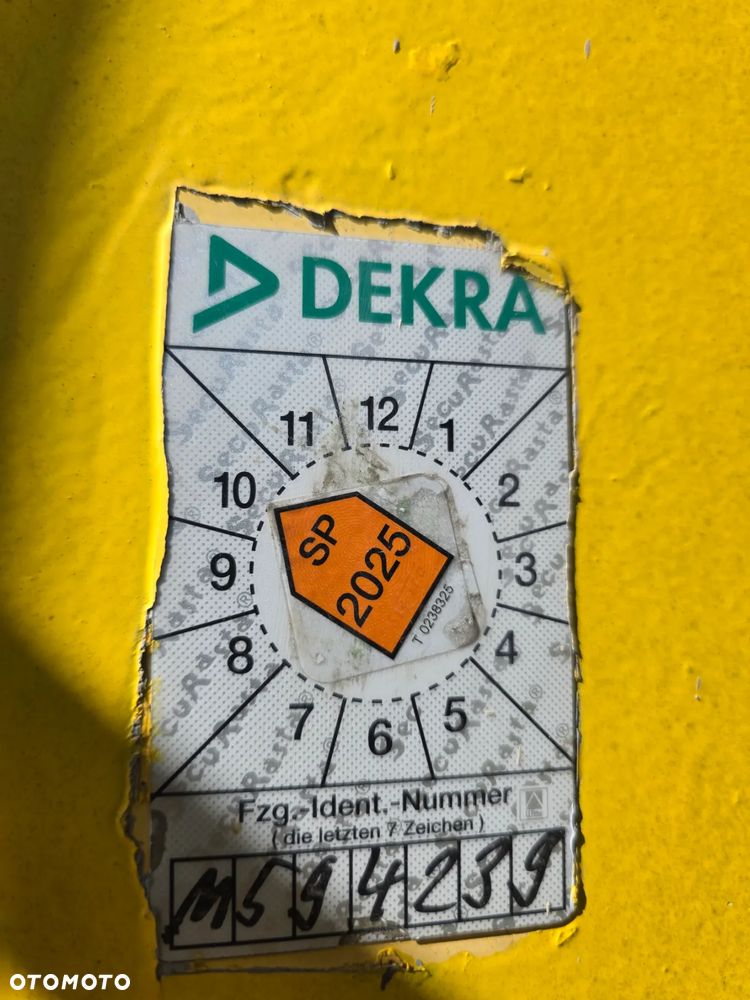 DEKRA
11 12 1
10 2
9 3
8 4
7 6 5
SP
2025
T 0238325
Fzg.-Ident.-Nummer
(die letzten 7 Zeichen)
M594239
SecuRasta®
OTOMOTO